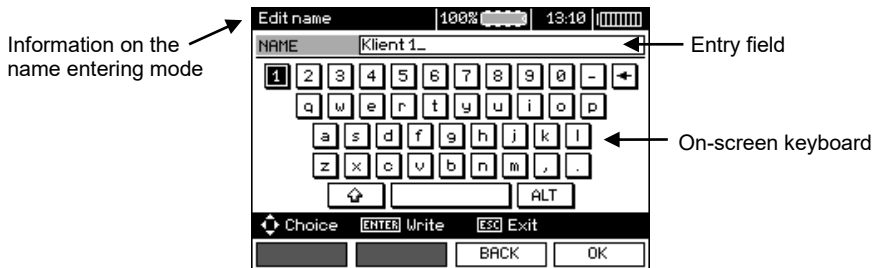 Edit name 100% 13:10
Information on the
name entering mode
NAME Klient 1_
Entry field
1 2 3 4 5 6 7 8 9 0 - ←
q w e r t y u i o p
a s d f g h j k l
On-screen keyboard
z x c v b n m , .
⇧ ALT
Choice ENTER Write ESC Exit
BACK OK